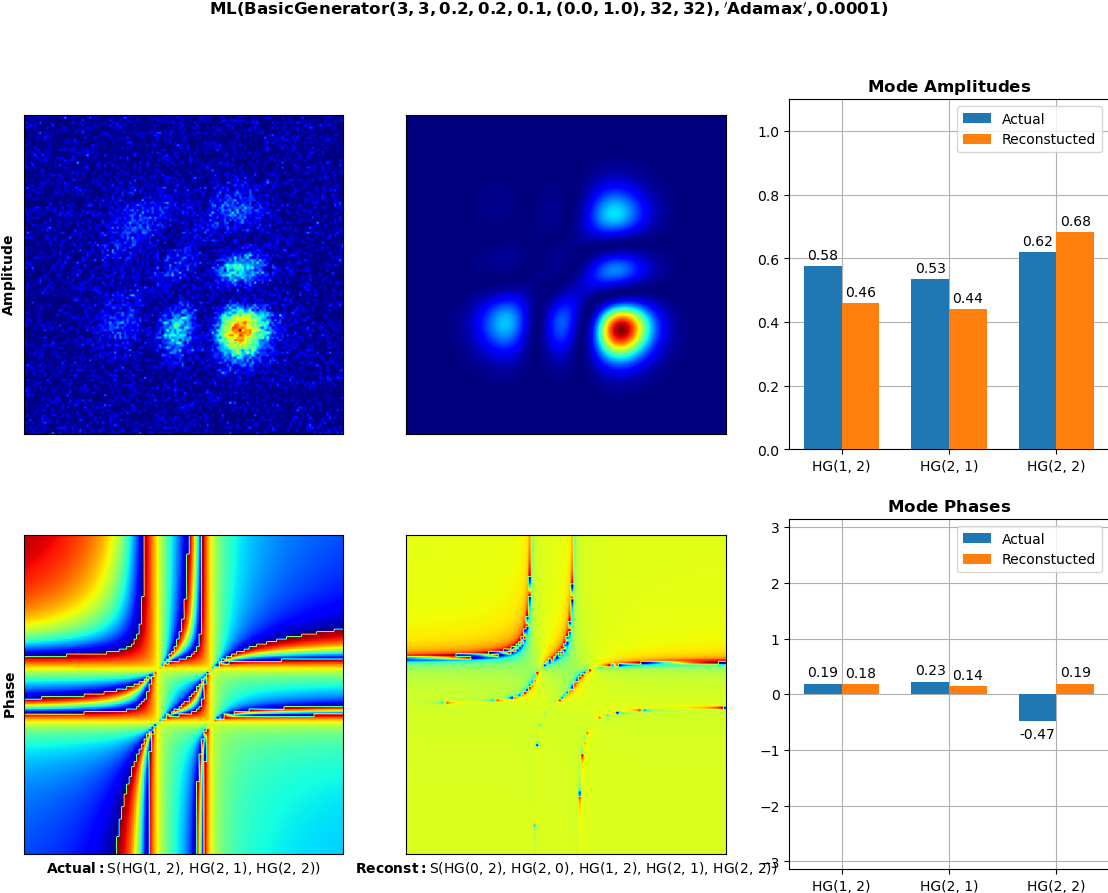 ML(BasicGenerator(3, 3, 0.2, 0.2, 0.1, (0.0, 1.0), 32, 32), ′Adamax′, 0.0001)
Amplitude
Mode Amplitudes
Actual
Reconstucted
1.0
0.8
0.6
0.4
0.2
0.0
0.58
0.46
0.53
0.44
0.62
0.68
HG(1, 2)
HG(2, 1)
HG(2, 2)
Phase
Mode Phases
Actual
Reconstucted
3
2
1
0
−1
−2
−3
0.19
0.18
0.23
0.14
-0.47
0.19
HG(1, 2)
HG(2, 1)
HG(2, 2)
Actual: S(HG(1, 2), HG(2, 1), HG(2, 2))
Reconst: S(HG(0, 2), HG(2, 0), HG(1, 2), HG(2, 1), HG(2, 2))